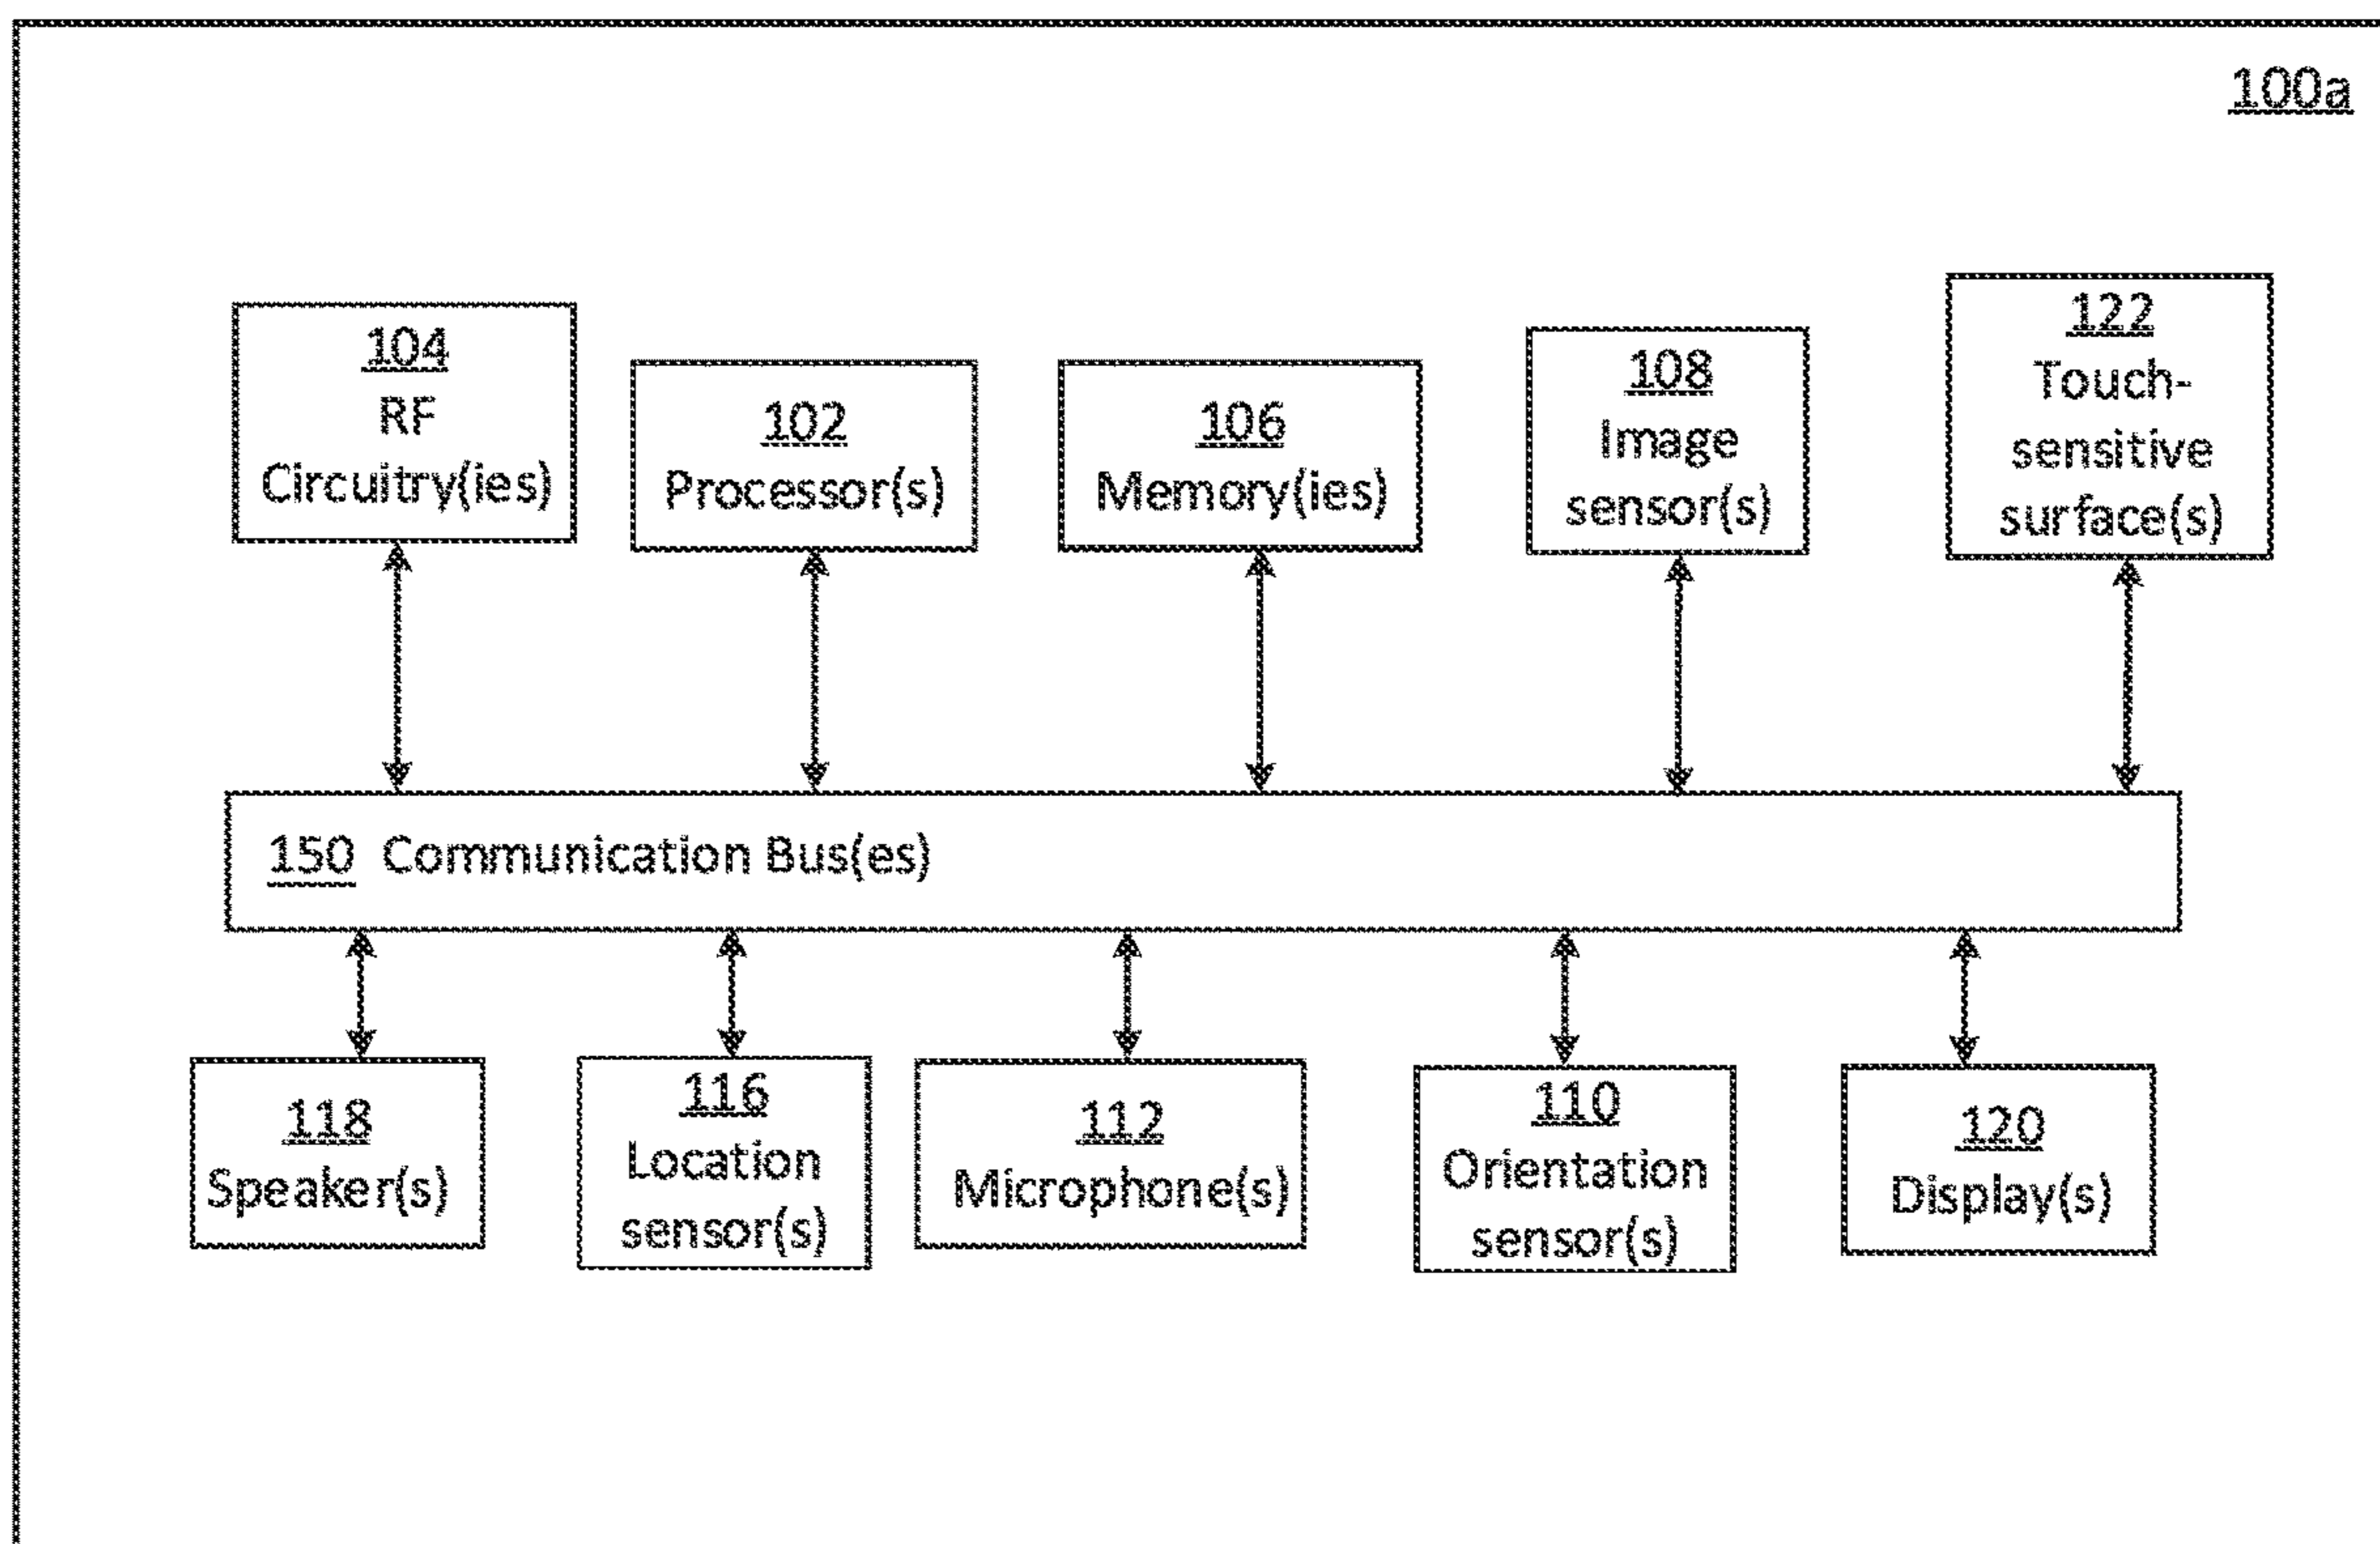 100a
104
RF
Circuitry(ies)
102
Processor(s)
106
Memory(ies)
108
Image
sensor(s)
122
Touch-
sensitive
surface(s)
150 Communication Bus(es)
118
Speaker(s)
116
Location
sensor(s)
112
Microphone(s)
110
Orientation
sensor(s)
120
Display(s)